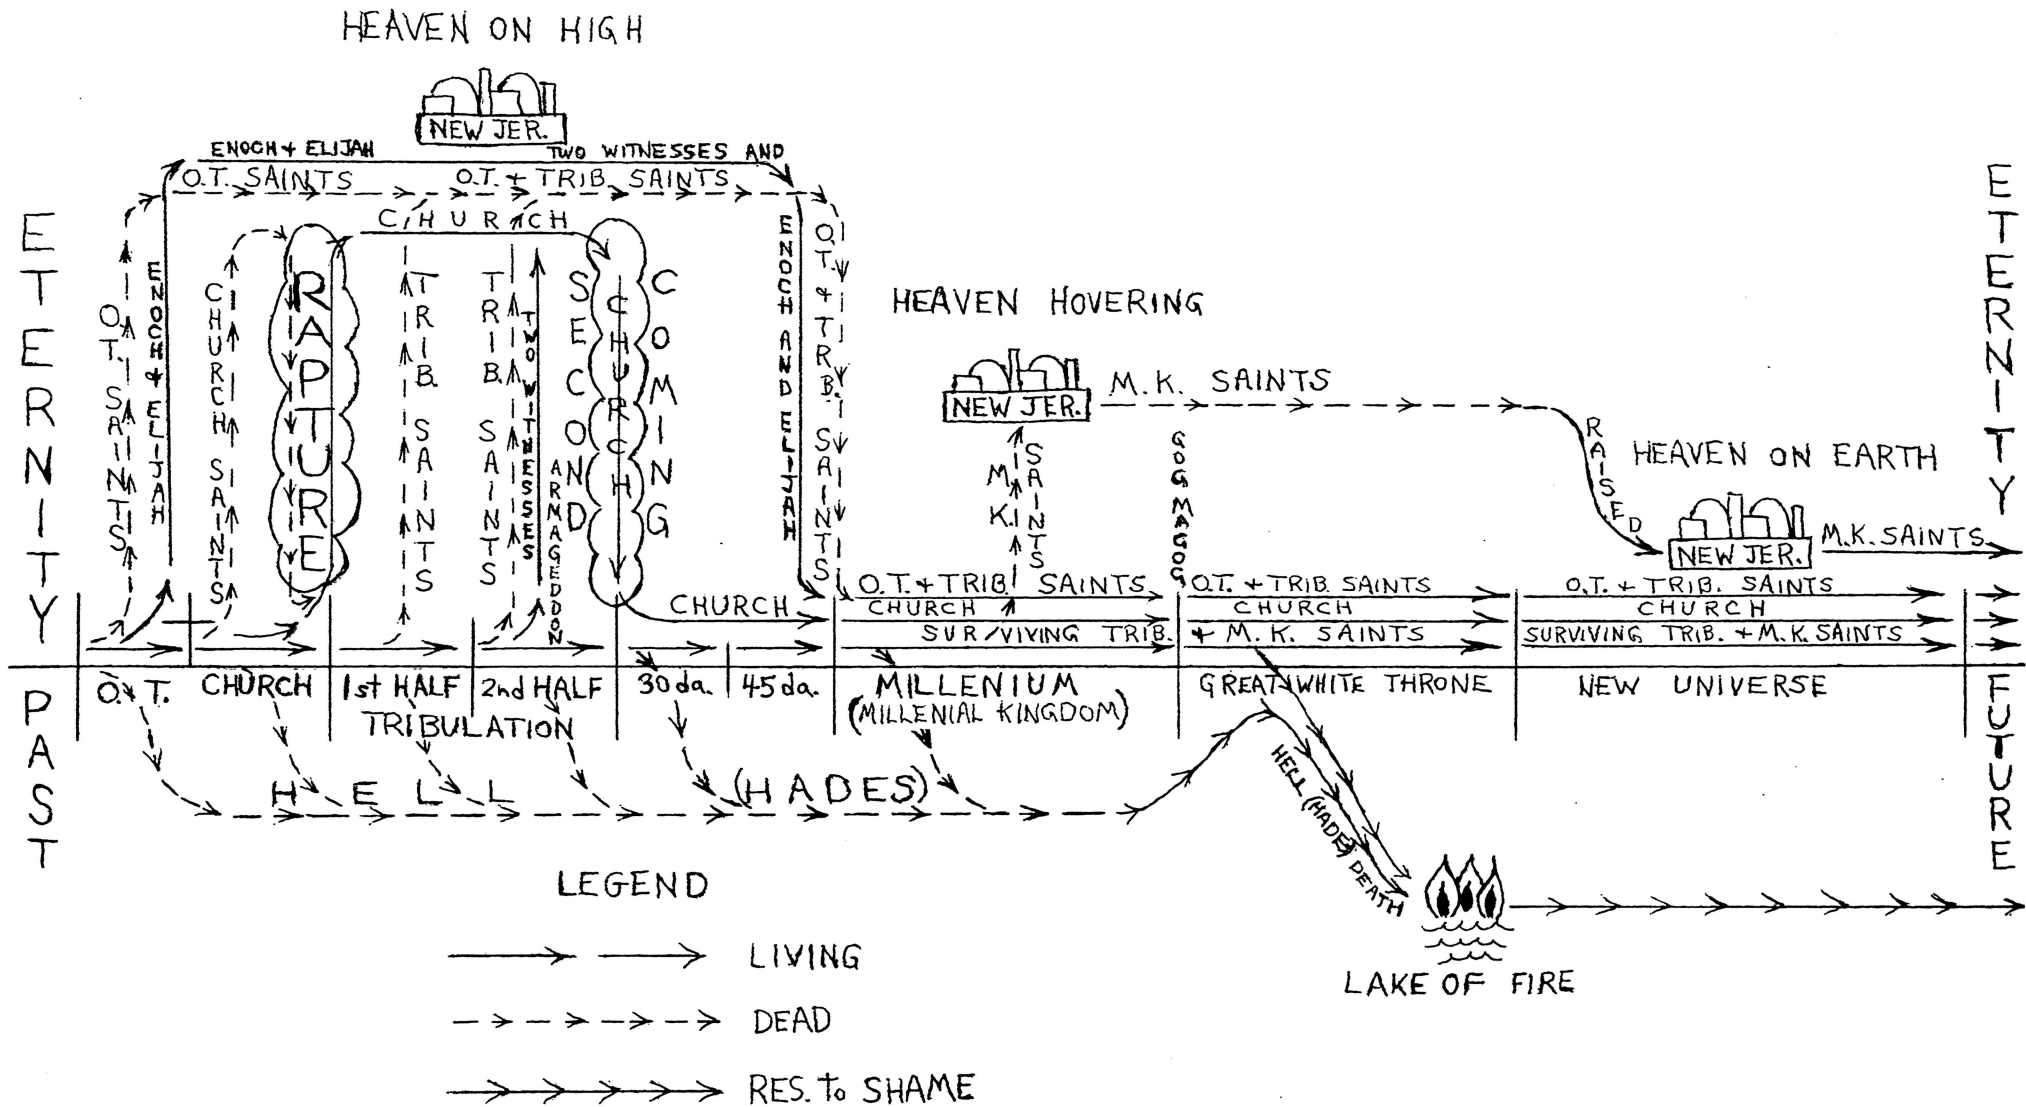 HEAVEN ON HIGH
NEW JER.
ENOCH & ELIJAH
TWO WITNESSES AND
O.T. SAINTS
O.T. & TRIB. SAINTS
CHURCH
ETERNITY PAST
O.T. SAINTS
ENOCH & ELIJAH
CHURCH SAINTS
RAPTURE
TRIB. SAINTS
TRIB. SAINTS
TWO WITNESSES
ARMAGEDDON
SECOND
CHURCH
COMING
ENOCH AND ELIJAH
O.T. & TRB. SAINTS
HEAVEN HOVERING
NEW JER.
M.K. SAINTS
M.K. SAINTS
GOG MAGOG
RAISED
HEAVEN ON EARTH
NEW JER.
M.K. SAINTS
ETERNITY FUTURE
CHURCH
O.T. & TRIB. SAINTS
CHURCH
SURVIVING TRIB.
O.T. & TRIB. SAINTS
CHURCH
& M.K. SAINTS
O.T. & TRIB. SAINTS
CHURCH
SURVIVING TRIB. & M.K. SAINTS
O.T.
CHURCH
1st HALF
2nd HALF
TRIBULATION
30 da.
45 da.
MILLENIUM
(MILLENIAL KINGDOM)
GREAT WHITE THRONE
NEW UNIVERSE
HELL (HADES)
HELL (HADES) DEATH
LAKE OF FIRE
LEGEND
LIVING
DEAD
RES. to SHAME